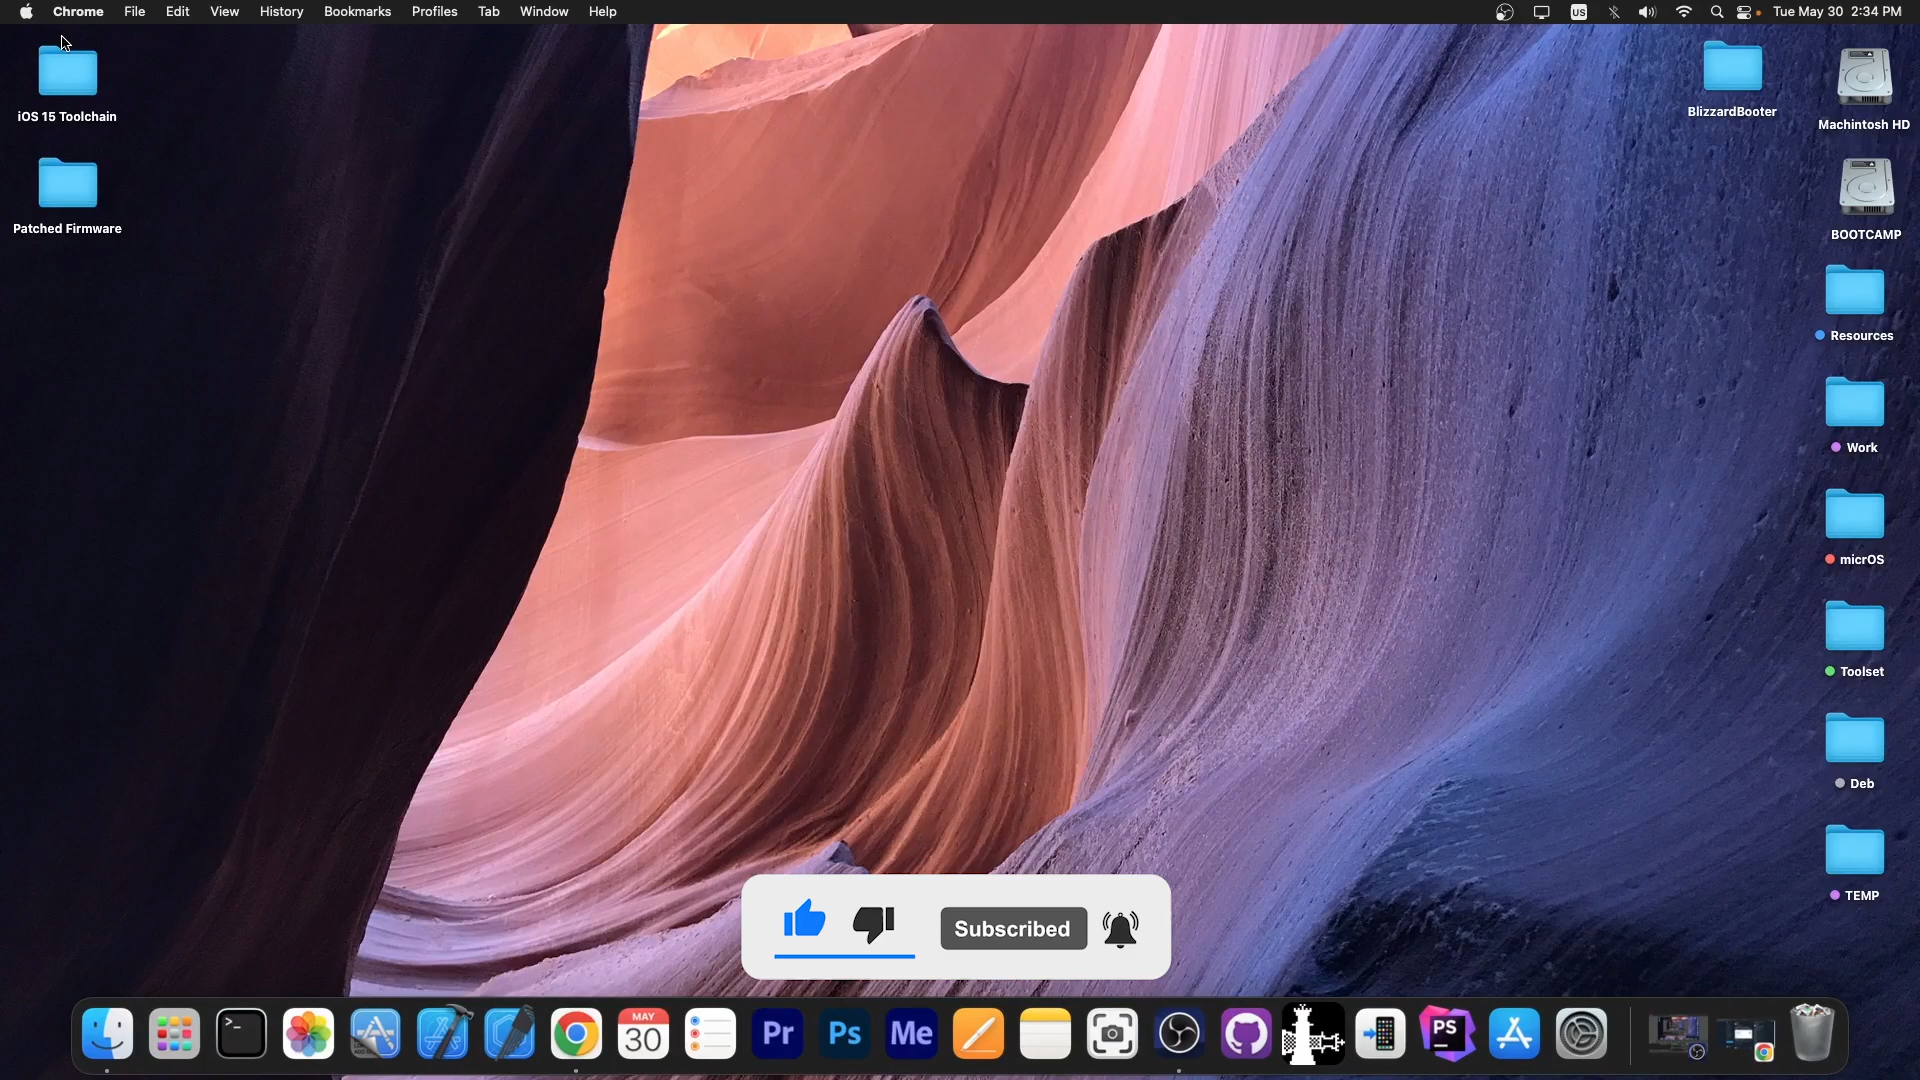 Chrome File Edit View History Bookmarks Profiles Tab Window Help
US Tue May 30 2:34 PM
iOS 15 Toolchain
Patched Firmware
BlizzardBooter
Machintosh HD
BOOTCAMP
Resources
Work
micrOS
Toolset
Deb
TEMP
Subscribed
>_
MAY
30
Pr
Ps
Me
PS